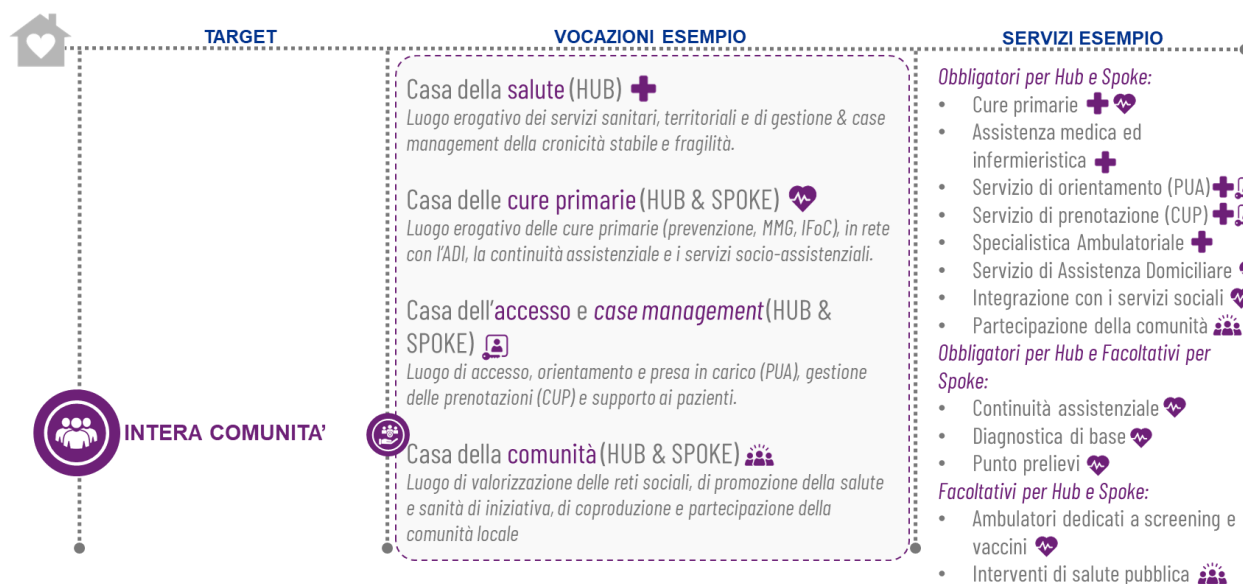 TARGET
VOCAZIONI ESEMPIO
SERVIZI ESEMPIO
INTERA COMUNITA’
Casa della salute (HUB)
Luogo erogativo dei servizi sanitari, territoriali e di gestione & case
management della cronicità stabile e fragilità.
Casa delle cure primarie (HUB & SPOKE)
Luogo erogativo delle cure primarie (prevenzione, MMG, IFoC), in rete
con l’ADI, la continuità assistenziale e i servizi socio-assistenziali.
Casa dell’accesso e case management (HUB &
SPOKE)
Luogo di accesso, orientamento e presa in carico (PUA), gestione
delle prenotazioni (CUP) e supporto ai pazienti.
Casa della comunità (HUB & SPOKE)
Luogo di valorizzazione delle reti sociali, di promozione della salute
e sanità di iniziativa, di coproduzione e partecipazione della
comunità locale
Obbligatori per Hub e Spoke:
• Cure primarie
• Assistenza medica ed
infermieristica
• Servizio di orientamento (PUA)
• Servizio di prenotazione (CUP)
• Specialistica Ambulatoriale
• Servizio di Assistenza Domiciliare
• Integrazione con i servizi sociali
• Partecipazione della comunità
Obbligatori per Hub e Facoltativi per
Spoke:
• Continuità assistenziale
• Diagnostica di base
• Punto prelievi
Facoltativi per Hub e Spoke:
• Ambulatori dedicati a screening e
vaccini
• Interventi di salute pubblica